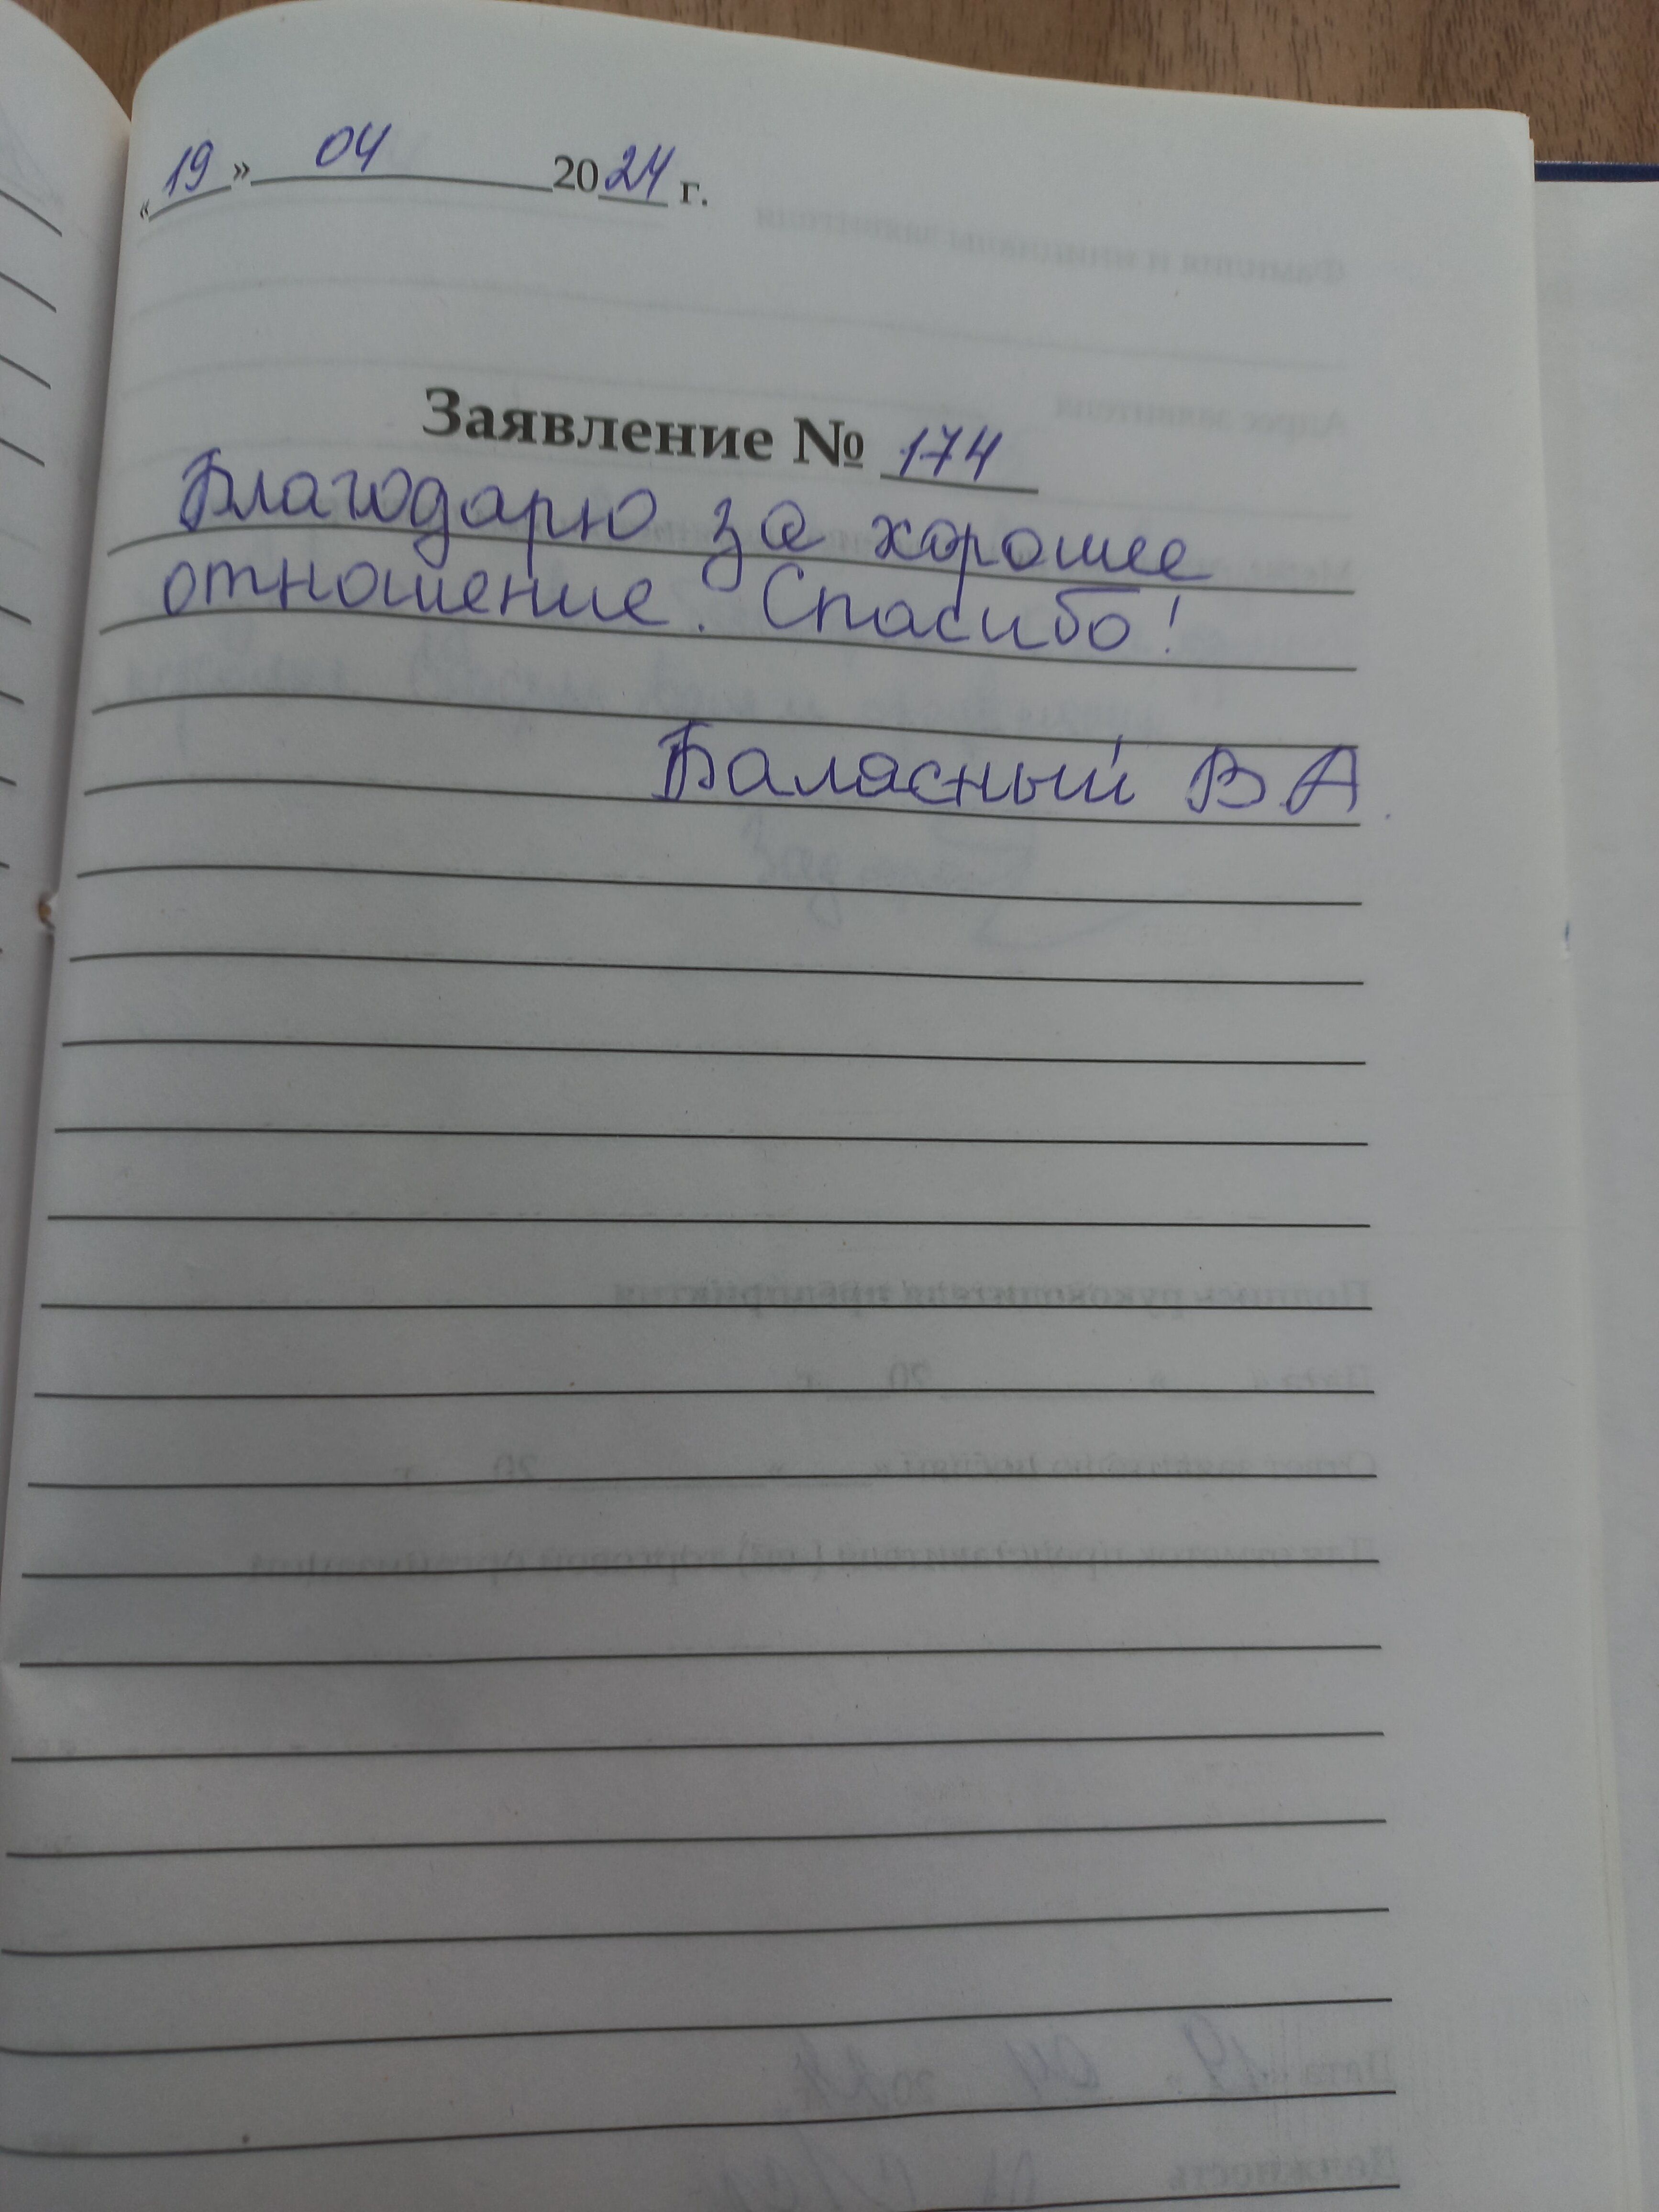 «19» 04 2024 г.
Заявление № 174
Благодарю за хорошее
отношение. Спасибо!
Балясный В А.